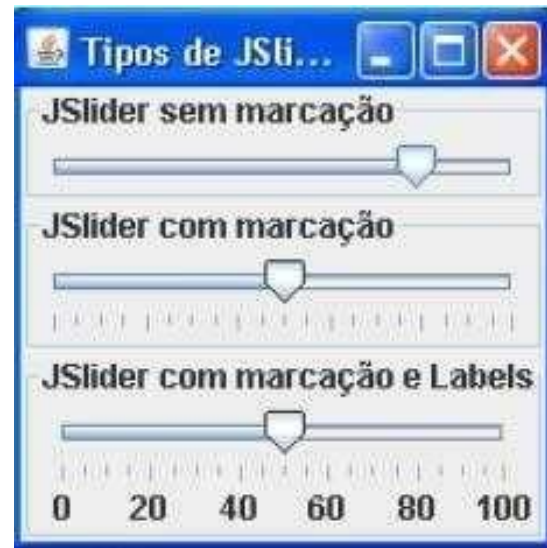 Tipos de JSli...
JSlider sem marcação
JSlider com marcação
JSlider com marcação e Labels
0 20 40 60 80 100